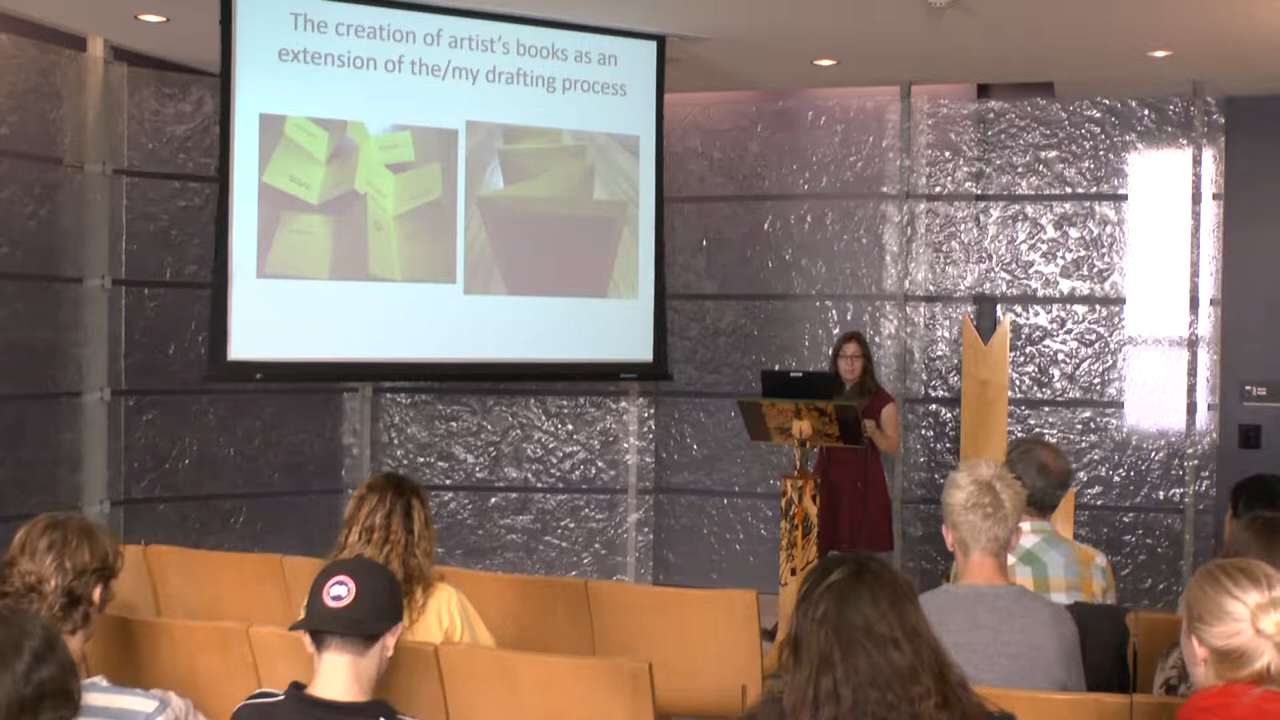 The creation of artist's books as an
extension of the/my drafting process